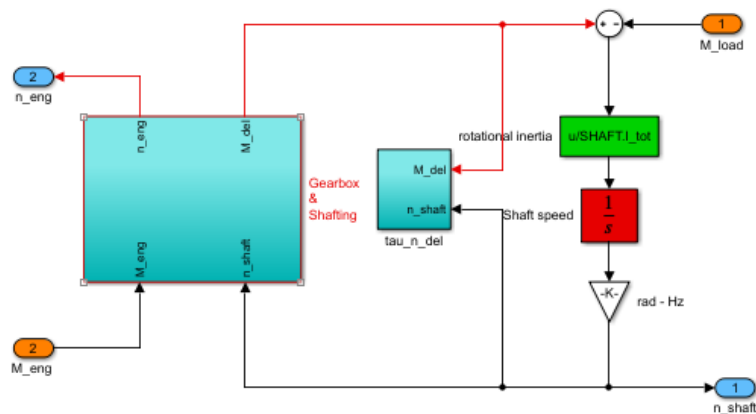 1
M_load
+ -
2
n_eng
n_eng
M_del
rotational inertia
u/SHAFT.I_tot
M_del
Gearbox
&
Shafting
n_shaft
Shaft speed
1
s
tau_n_del
M_eng
n_shaft
-K-
rad - Hz
2
M_eng
1
n_shaft